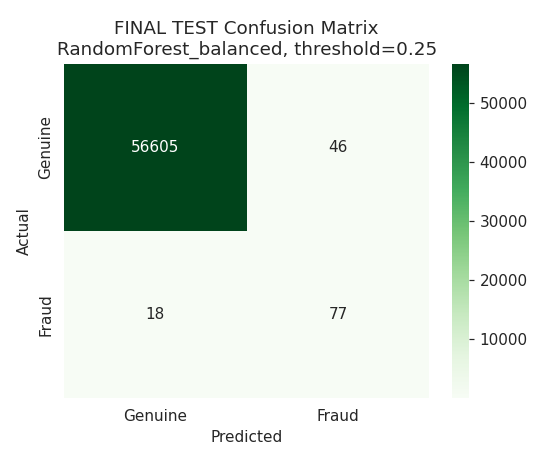 FINAL TEST Confusion Matrix
RandomForest_balanced, threshold=0.25
Genuine
56605
46
50000
40000
30000
20000
10000
Actual
Fraud
18
77
Genuine
Fraud
Predicted